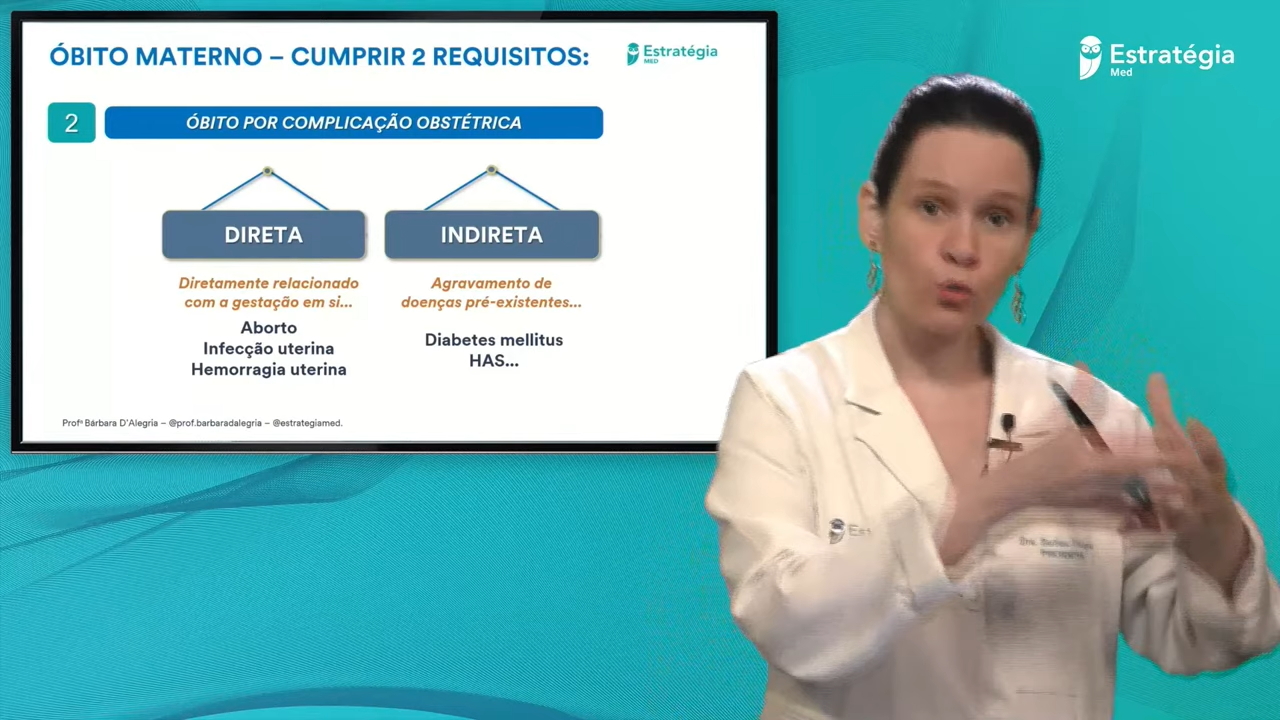 ÓBITO MATERNO – CUMPRIR 2 REQUISITOS:
Estratégia
MED
2
ÓBITO POR COMPLICAÇÃO OBSTÉTRICA
DIRETA
INDIRETA
Diretamente relacionado
com a gestação em si...
Agravamento de
doenças pré-existentes...
Aborto
Infecção uterina
Hemorragia uterina
Diabetes mellitus
HAS...
Profª Bárbara D'Alegria – @prof.barbaradalegria – @estrategiamed.
Estratégia
Med